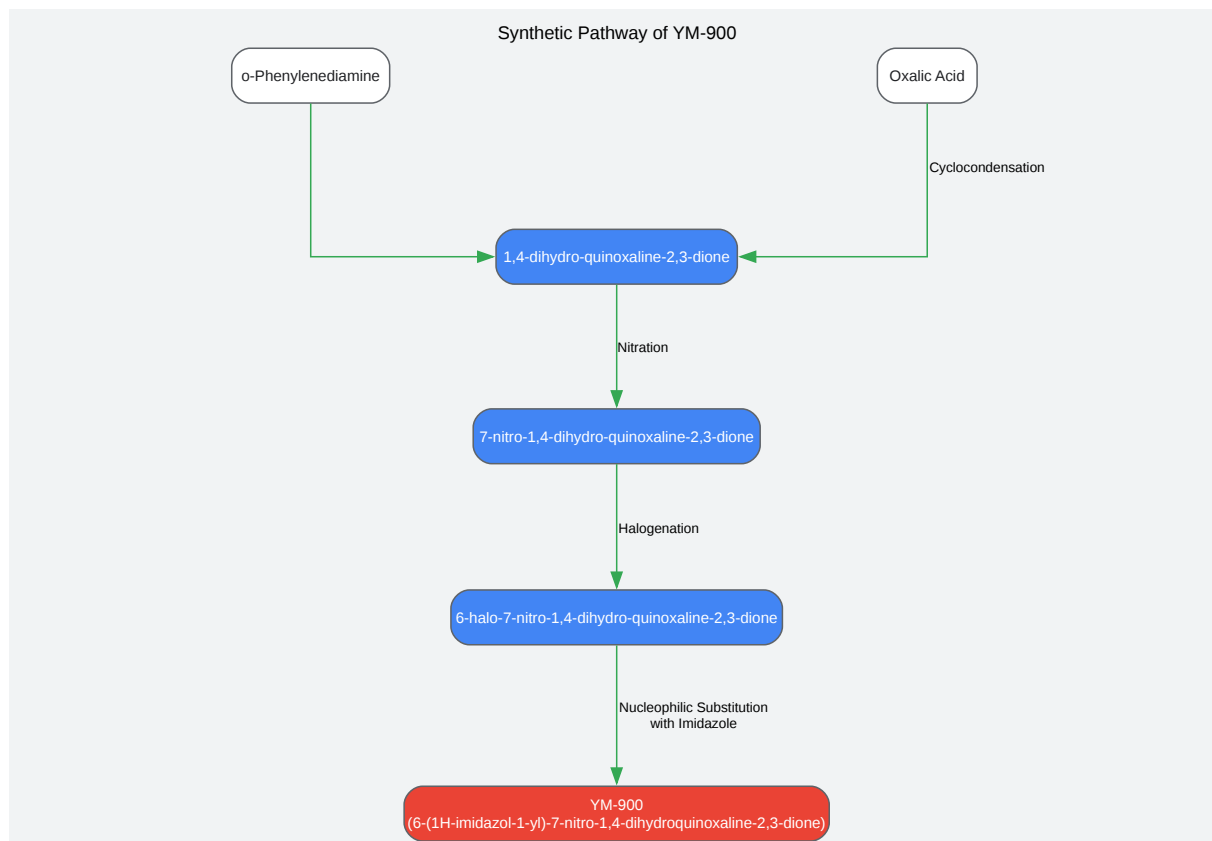 Synthetic Pathway of YM-900
o-Phenylenediamine
Oxalic Acid
Cyclocondensation
1,4-dihydro-quinoxaline-2,3-dione
Nitration
7-nitro-1,4-dihydro-quinoxaline-2,3-dione
Halogenation
6-halo-7-nitro-1,4-dihydro-quinoxaline-2,3-dione
Nucleophilic Substitution
with Imidazole
YM-900
(6-(1H-imidazol-1-yl)-7-nitro-1,4-dihydroquinoxaline-2,3-dione)